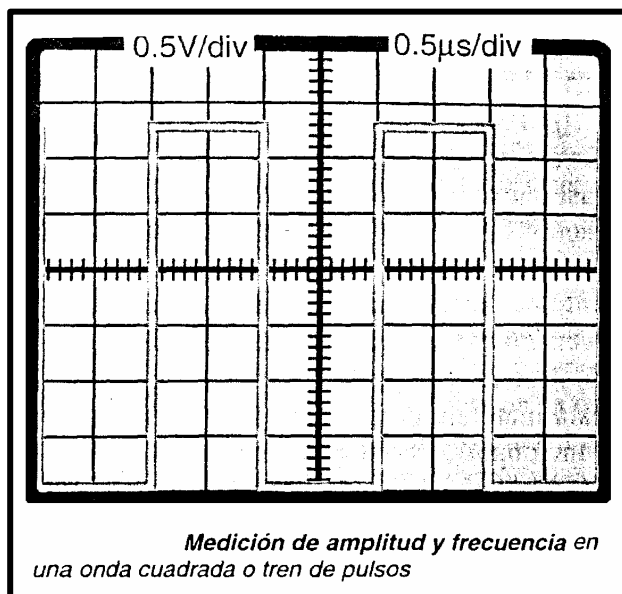 0.5V/div 0.5µs/div
Medición de amplitud y frecuencia en
una onda cuadrada o tren de pulsos